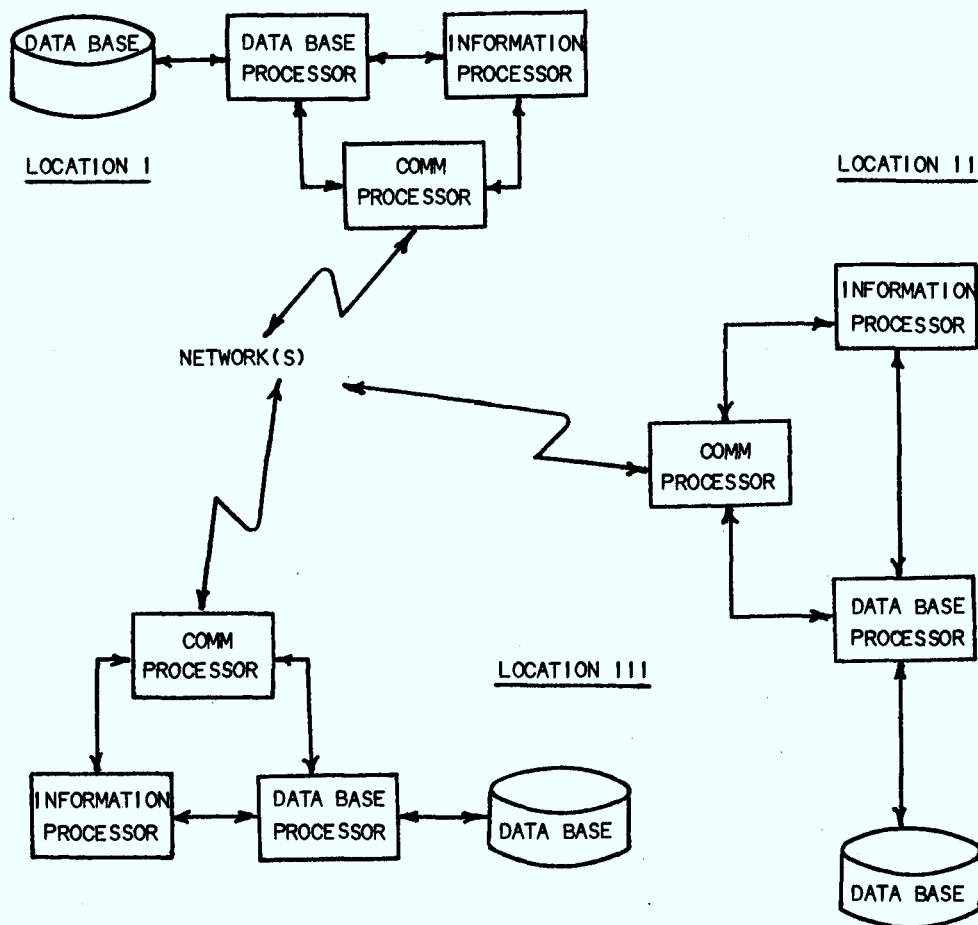 DATA BASE
DATA BASE
PROCESSOR
INFORMATION
PROCESSOR
LOCATION I
COMM
PROCESSOR
LOCATION II
INFORMATION
PROCESSOR
NETWORK(S)
COMM
PROCESSOR
DATA BASE
PROCESSOR
COMM
PROCESSOR
LOCATION III
INFORMATION
PROCESSOR
DATA BASE
PROCESSOR
DATA BASE
DATA BASE